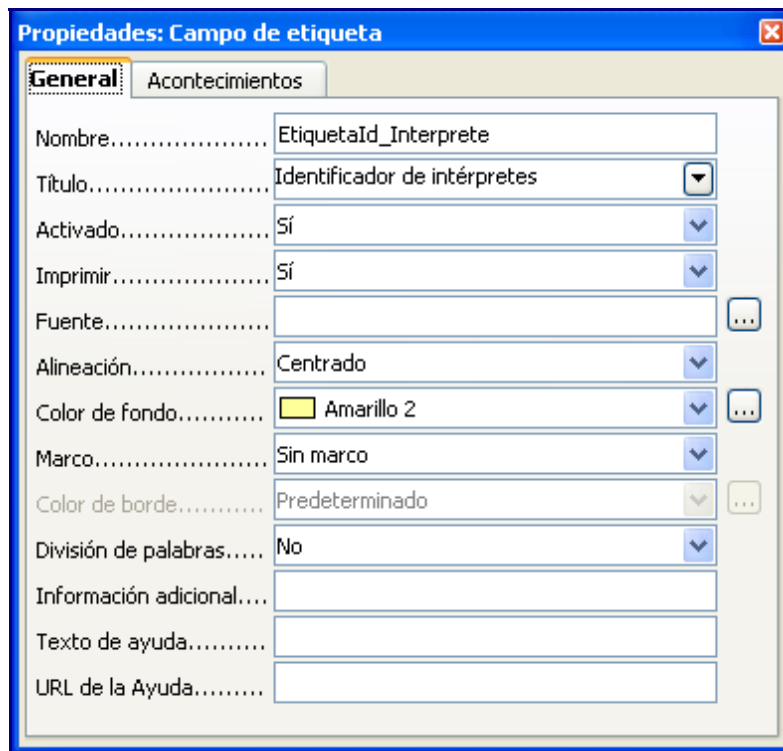 Propiedades: Campo de etiqueta
General Acontecimientos
Nombre.................... EtiquetaId_Interprete
Título....................... Identificador de intérpretes
Activado................... Sí
Imprimir.................... Sí
Fuente...................... ...
Alineación................. Centrado
Color de fondo........... Amarillo 2 ...
Marco....................... Sin marco
Color de borde........... Predeterminado ...
División de palabras..... No
Información adicional....
Texto de ayuda.........
URL de la Ayuda.........